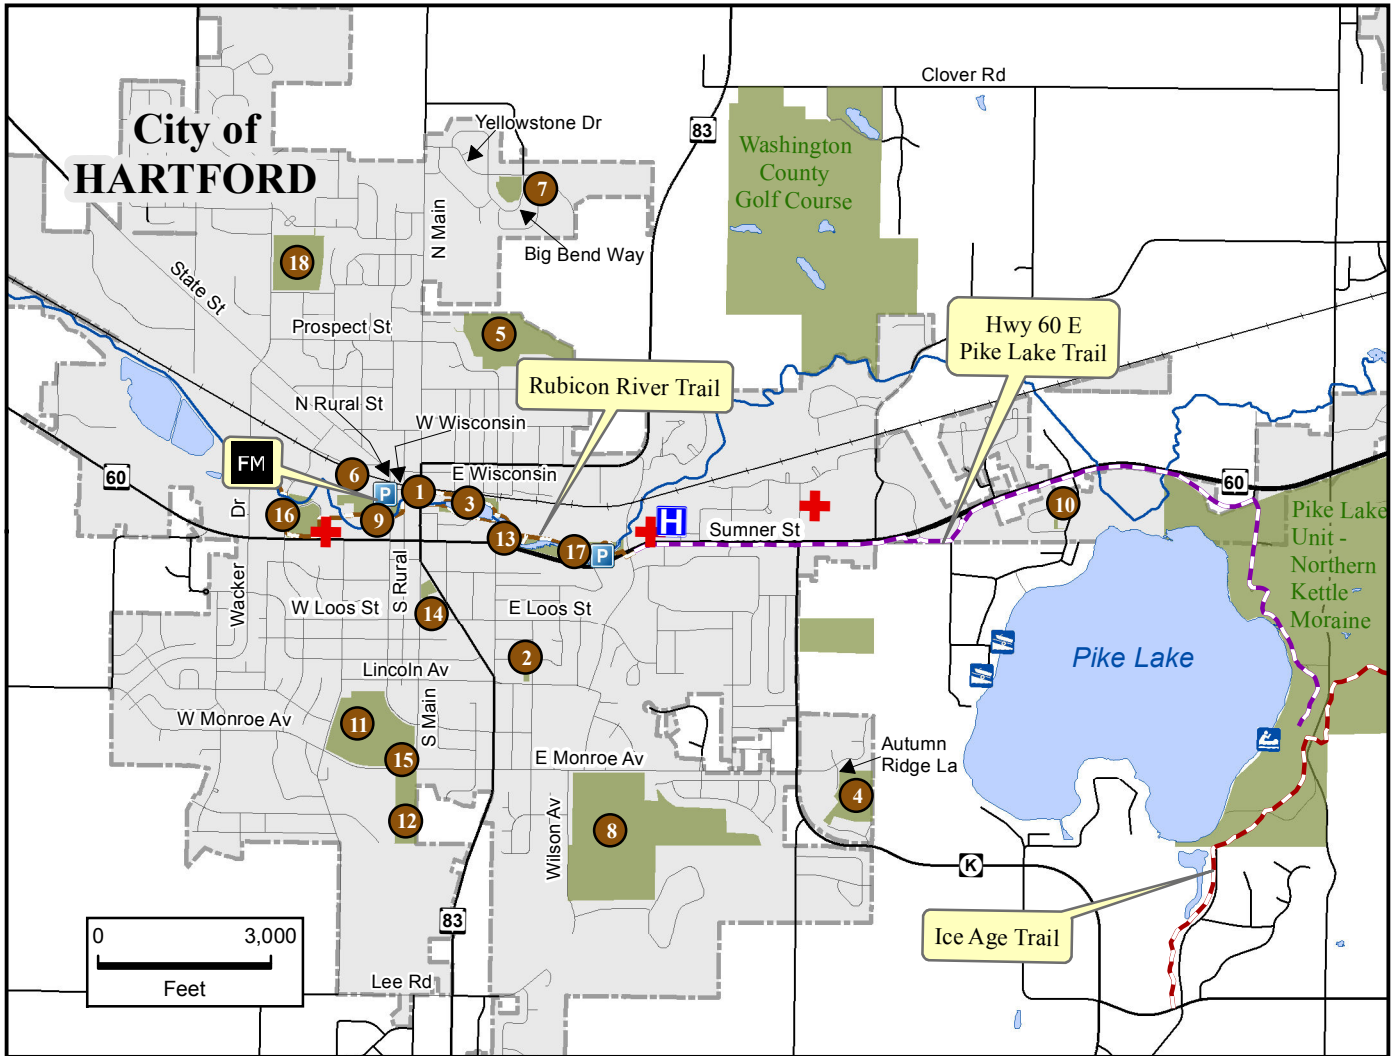 Clover Rd
City of
HARTFORD
Yellowstone Dr
83
Washington
County
Golf Course
7
N Main
Big Bend Way
18
State St
Prospect St
5
Hwy 60 E
Pike Lake Trail
Rubicon River Trail
N Rural St
W Wisconsin
FM
60
6
P
1
E Wisconsin
3
60
10
Dr
16
9
13
H
Sumner St
17
P
Pike Lake
Unit -
Northern
Kettle
Moraine
Wacker
W Loos St
S Rural
14
E Loos St
2
Lincoln Av
Pike Lake
W Monroe Av
11
S Main
15
E Monroe Av
Autumn
Ridge La
4
12
Wilson Av
8
K
83
Ice Age Trail
0
3,000
Feet
Lee Rd